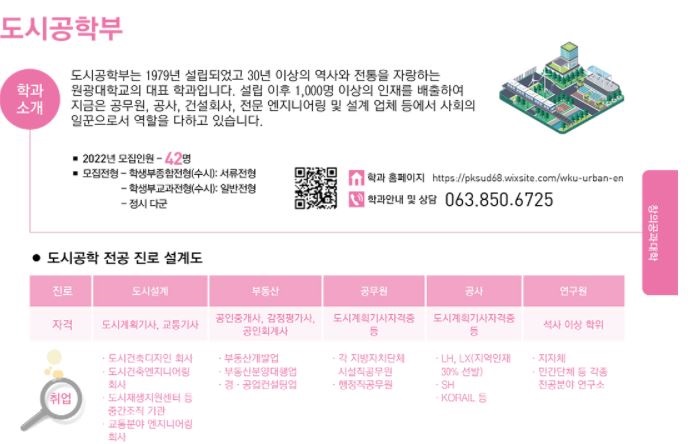 도시공학부
학과
소개
도시공학부는 1979년 설립되었고 30년 이상의 역사와 전통을 자랑하는
원광대학교의 대표 학과입니다. 설립 이후 1,000명 이상의 인재를 배출하여
지금은 공무원, 공사, 건설회사, 전문 엔지니어링 및 설계 업체 등에서 사회의
일꾼으로서 역할을 다하고 있습니다.
■ 2022년 모집인원 – 42명
■ 모집전형 – 학생부종합전형(수시): 서류전형
– 학생부교과전형(수시): 일반전형
– 정시 다군
학과 홈페이지 https://pksud68.wixsite.com/wku-urban-en
학과안내 및 상담 063.850.6725
창의공과대학
● 도시공학 전공 진로 설계도
진로 도시설계 부동산 공무원 공사 연구원
자격 도시계획기사, 교통기사 공인중개사, 감정평가사, 공인회계사 도시계획기사자격증 등 도시계획기사자격증 등 석사 이상 학위
취업
· 도시건축디자인 회사
· 도시건축엔지니어링
회사
· 도시재생지원센터 등
중간조직 기관
· 교통분야 엔지니어링
회사
· 부동산개발업
· 부동산분양대행업
· 경·공업컨설팅업
· 각 지방자치단체
시설직공무원
· 행정직공무원
· LH, LX(지역인재
30% 선발)
· SH
· KORAIL 등
· 지자체
· 민간단체 등 각종
전공분야 연구소